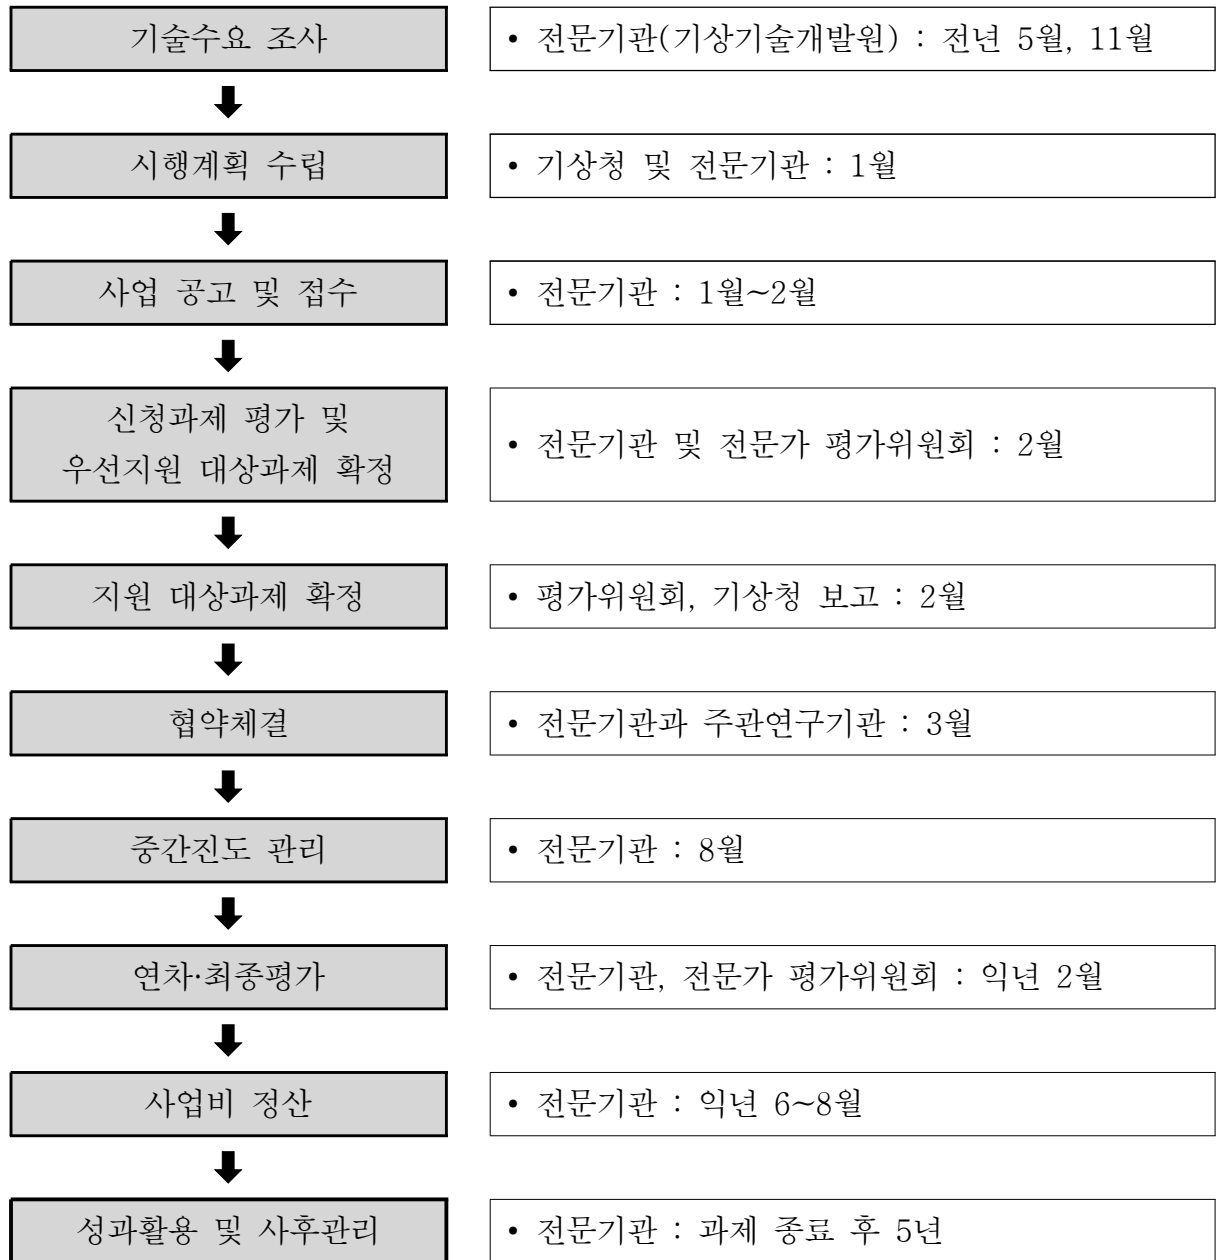 기술수요 조사
• 전문기관(기상기술개발원) : 전년 5월, 11월
시행계획 수립
• 기상청 및 전문기관 : 1월
사업 공고 및 접수
• 전문기관 : 1월~2월
신청과제 평가 및
우선지원 대상과제 확정
• 전문기관 및 전문가 평가위원회 : 2월
지원 대상과제 확정
• 평가위원회, 기상청 보고 : 2월
협약체결
• 전문기관과 주관연구기관 : 3월
중간진도 관리
• 전문기관 : 8월
연차·최종평가
• 전문기관, 전문가 평가위원회 : 익년 2월
사업비 정산
• 전문기관 : 익년 6~8월
성과활용 및 사후관리
• 전문기관 : 과제 종료 후 5년